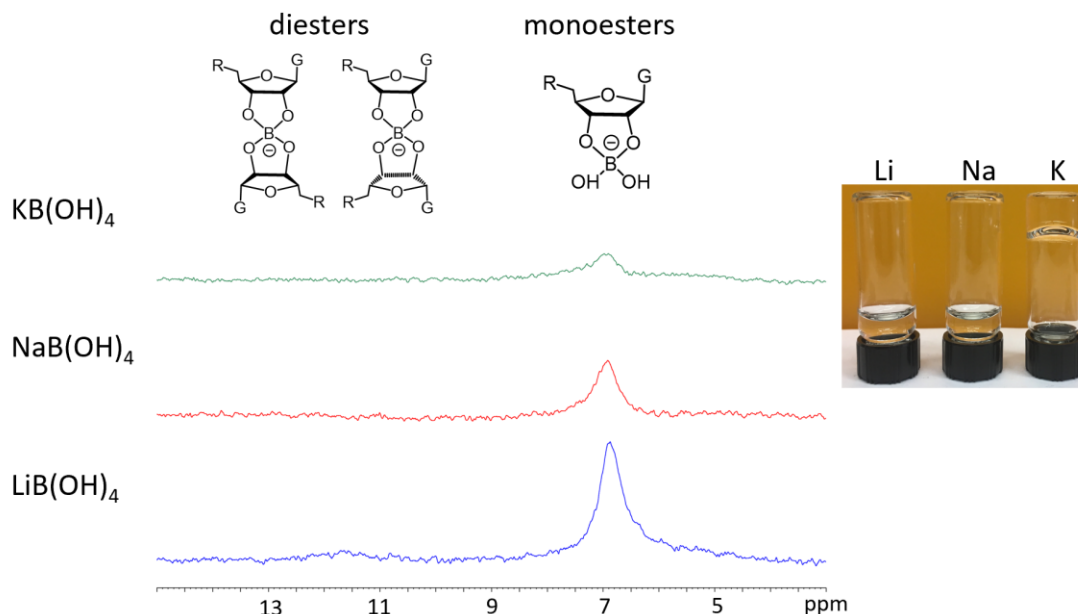 diesters monoesters
G G G
R O R O R O
O O O O O O
B B B
⊖ ⊖ ⊖
O O O O OH OH
O O
G R R G
Li Na K
KB(OH)4
NaB(OH)4
LiB(OH)4
13 11 9 7 5 ppm